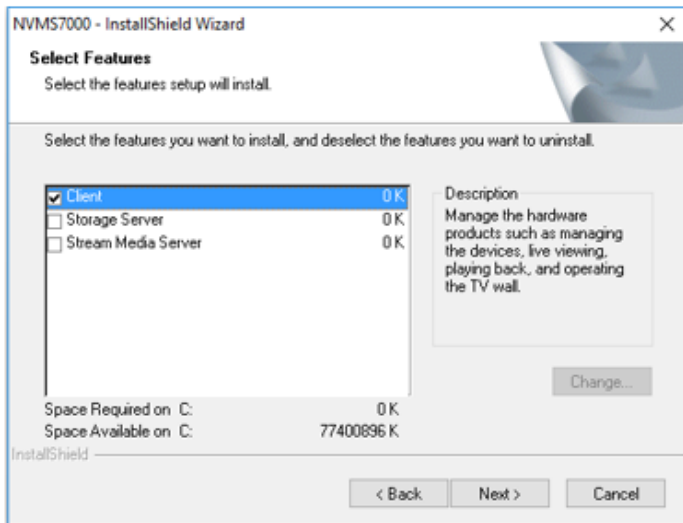 NVMS7000 - InstallShield Wizard
Select Features
Select the features setup will install.
Select the features you want to install, and deselect the features you want to uninstall.
Client 0 K
Storage Server 0 K
Stream Media Server 0 K
Description
Manage the hardware
products such as managing
the devices, live viewing,
playing back, and operating
the TV wall.
Change...
Space Required on C: 0 K
Space Available on C: 77400896 K
InstallShield
< Back
Next >
Cancel